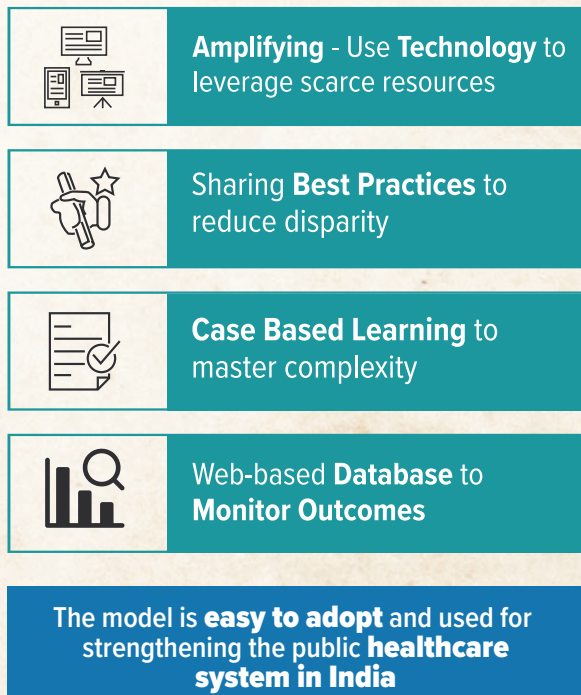 Amplifying - Use Technology to
leverage scarce resources
Sharing Best Practices to
reduce disparity
Case Based Learning to
master complexity
Web-based Database to
Monitor Outcomes
The model is easy to adopt and used for
strengthening the public healthcare
system in India